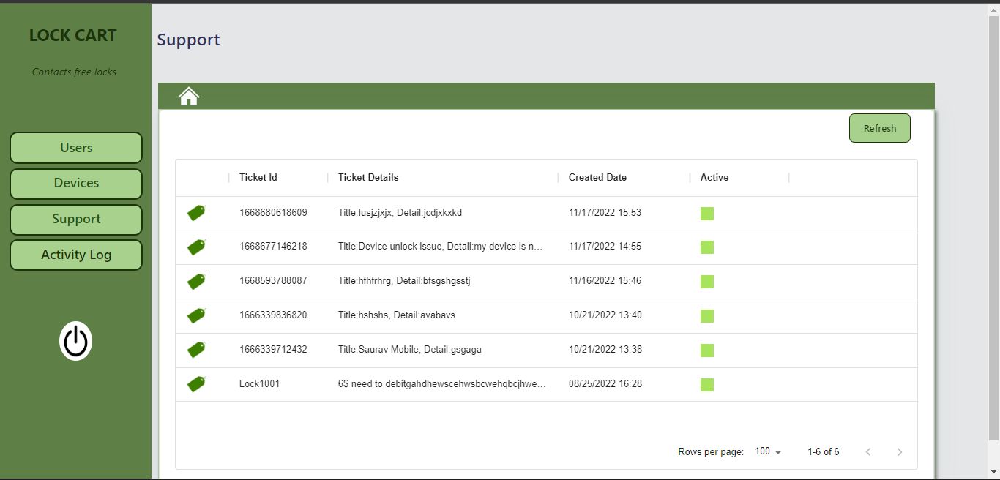 LOCK CART
Contacts free locks
Users
Devices
Support
Activity Log
Support
Refresh
Ticket Id Ticket Details Created Date Active
1668680618609 Title:fusjzjxjx, Detail:jcdjxkxkd 11/17/2022 15:53
1668677146218 Title:Device unlock issue, Detail:my device is n... 11/17/2022 14:55
1668593788087 Title:hfhfrhrg, Detail:bfsgshgsstj 11/16/2022 15:46
1666339836820 Title:hshshs, Detail:avabavs 10/21/2022 13:40
1666339712432 Title:Saurav Mobile, Detail:gsgaga 10/21/2022 13:38
Lock1001 6$ need to debitgahdhewscehwsbcwehqbcjhwe... 08/25/2022 16:28
Rows per page: 100 1-6 of 6